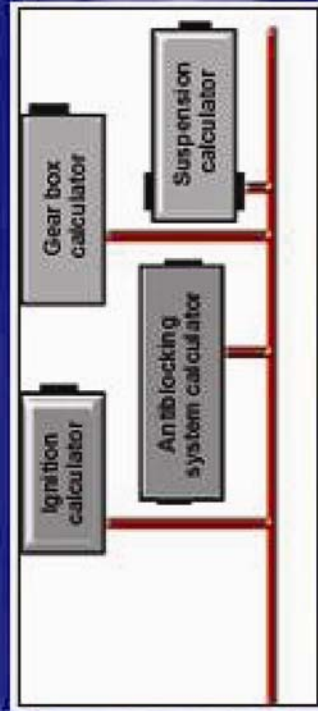 Ignition
calculator
Gear box
calculator
Antiblocking
system calculator
Suspension
calculator